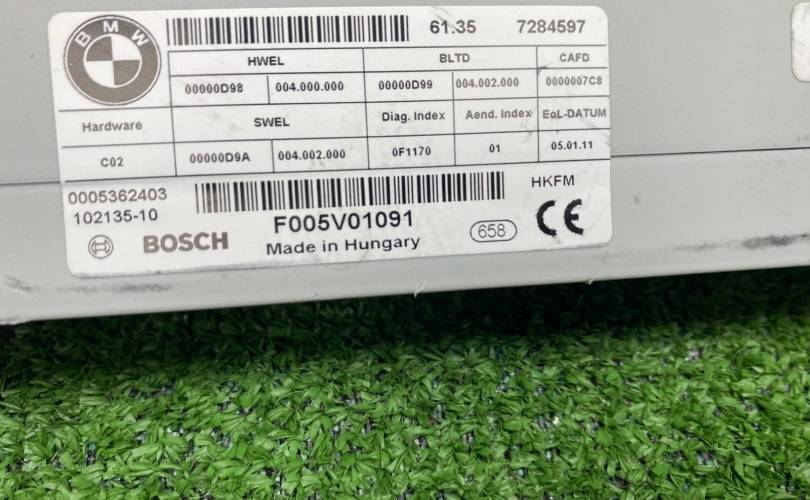 BMW
61.35 7284597
HWEL BLTD CAFD
00000D98 004.000.000 00000D99 004.002.000 0000007C8
Hardware SWEL Diag. Index Aend. Index EoL-DATUM
C02 00000D9A 004.002.000 0F1170 01 05.01.11
0005362403 HKFM
102135-10
F005V01091
BOSCH Made in Hungary 658 CE